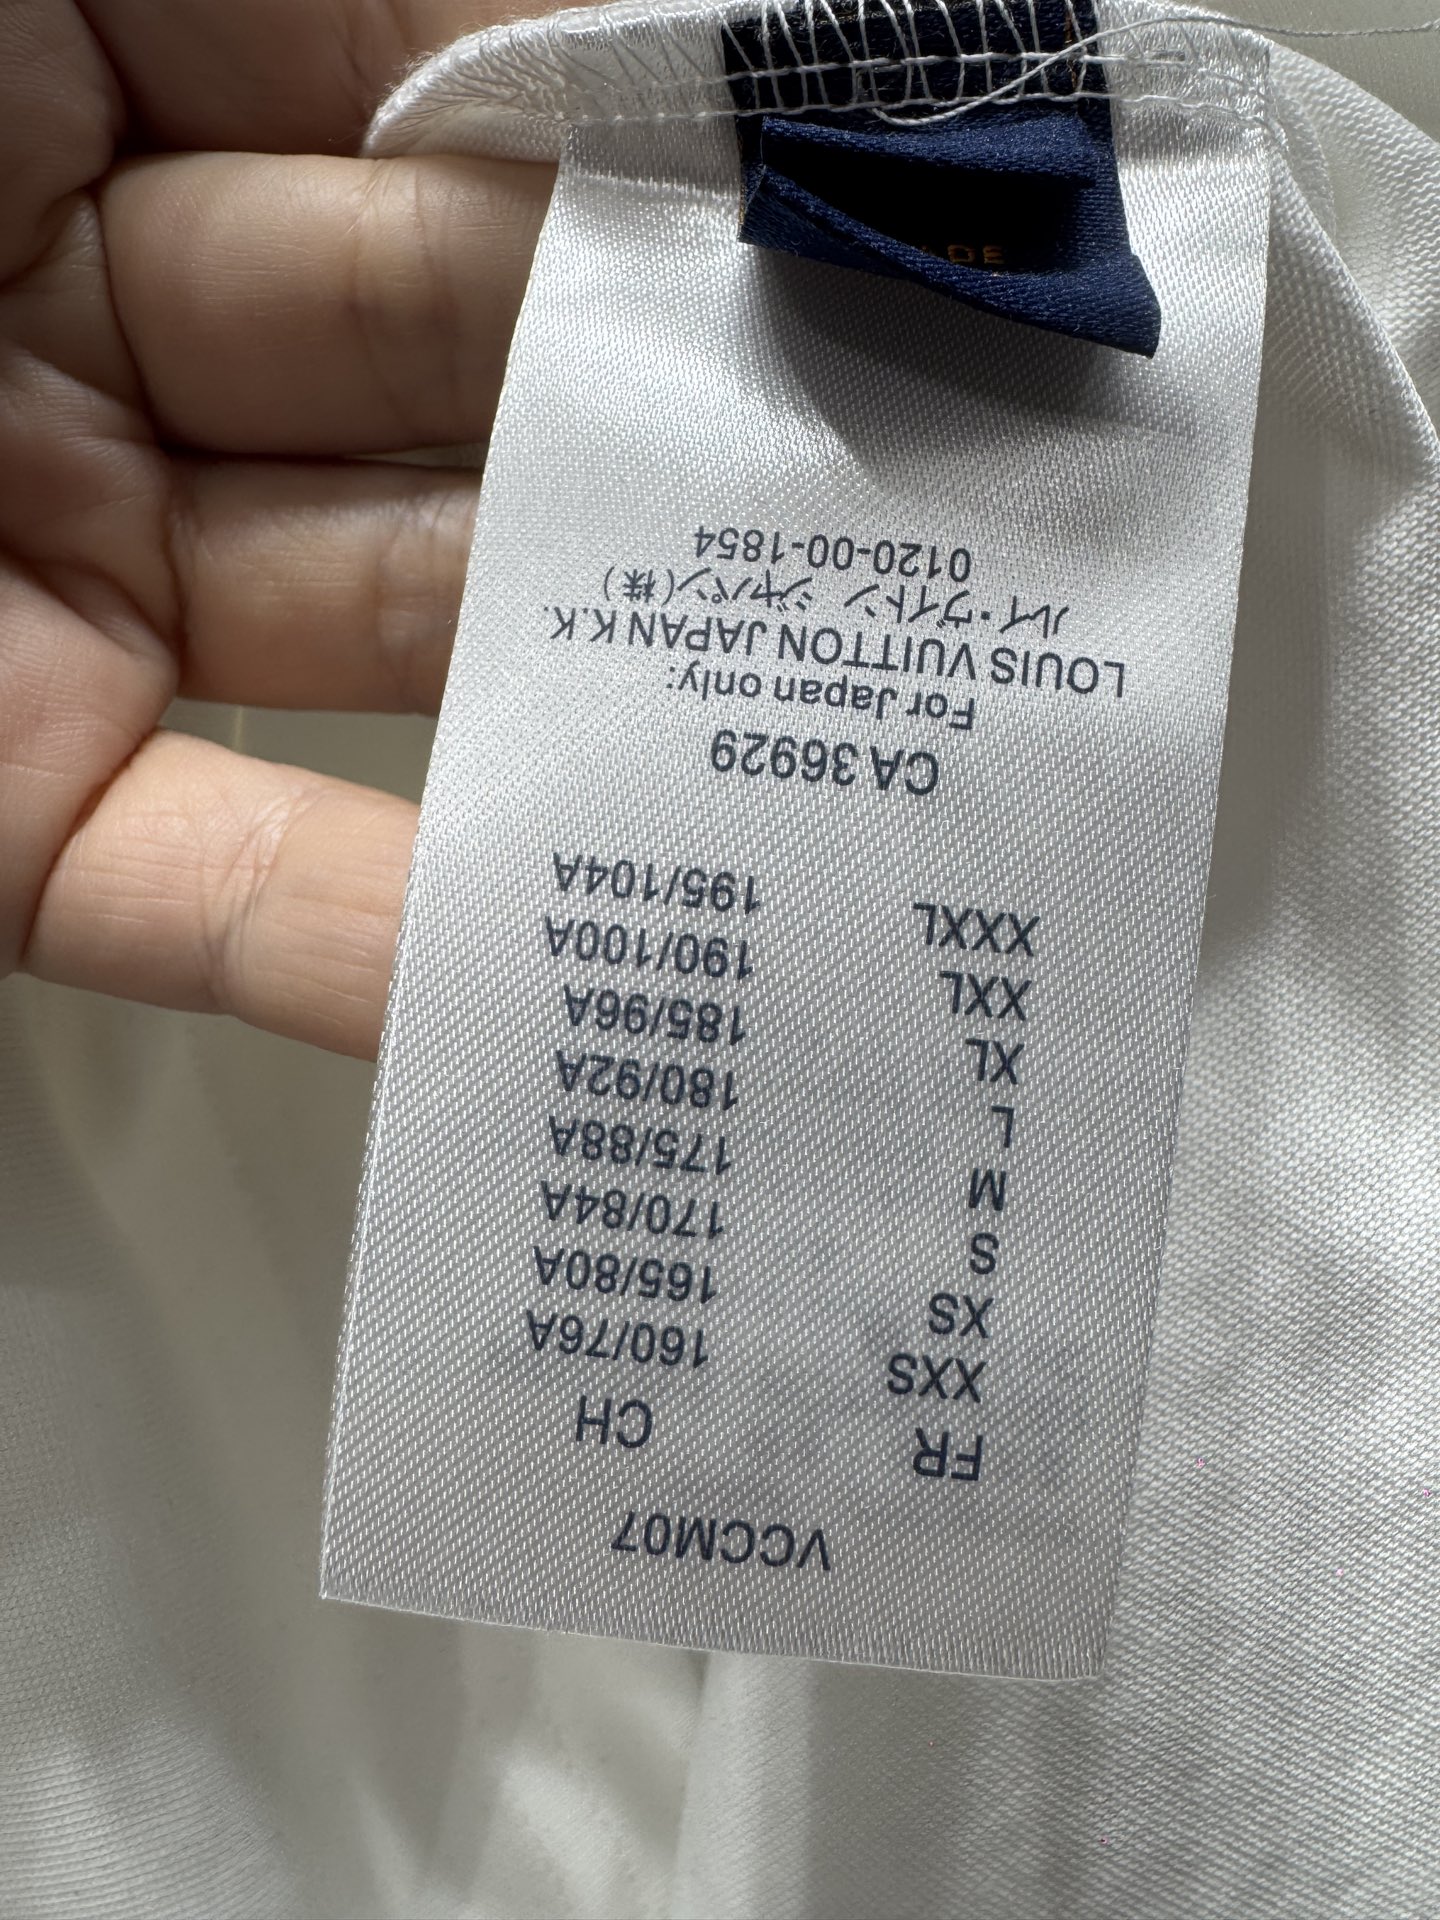 VCCM07
FR CH
XXS 160/76A
XS 165/80A
S 170/84A
M 175/88A
L 180/92A
XL 185/96A
XXL 190/100A
XXXL 195/104A
CA 36929
For Japan only:
LOUIS VUITTON JAPAN K.K.
ルイ・ヴィトン ジャパン(株)
0120-00-1854